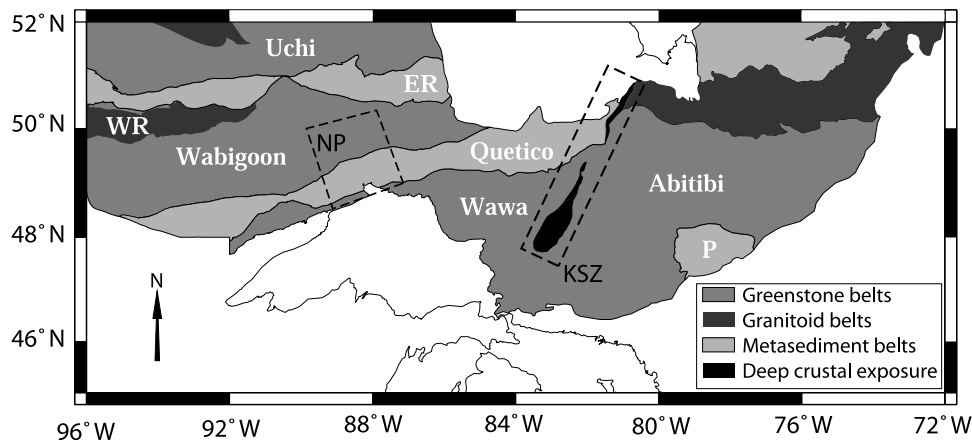 52°N
50°N
48°N
46°N
Uchi
ER
WR
NP
Wabigoon
Quetico
Abitibi
Wawa
P
KSZ
N
Greenstone belts
Granitoid belts
Metasediment belts
Deep crustal exposure
96°W 92°W 88°W 84°W 80°W 76°W 72°W